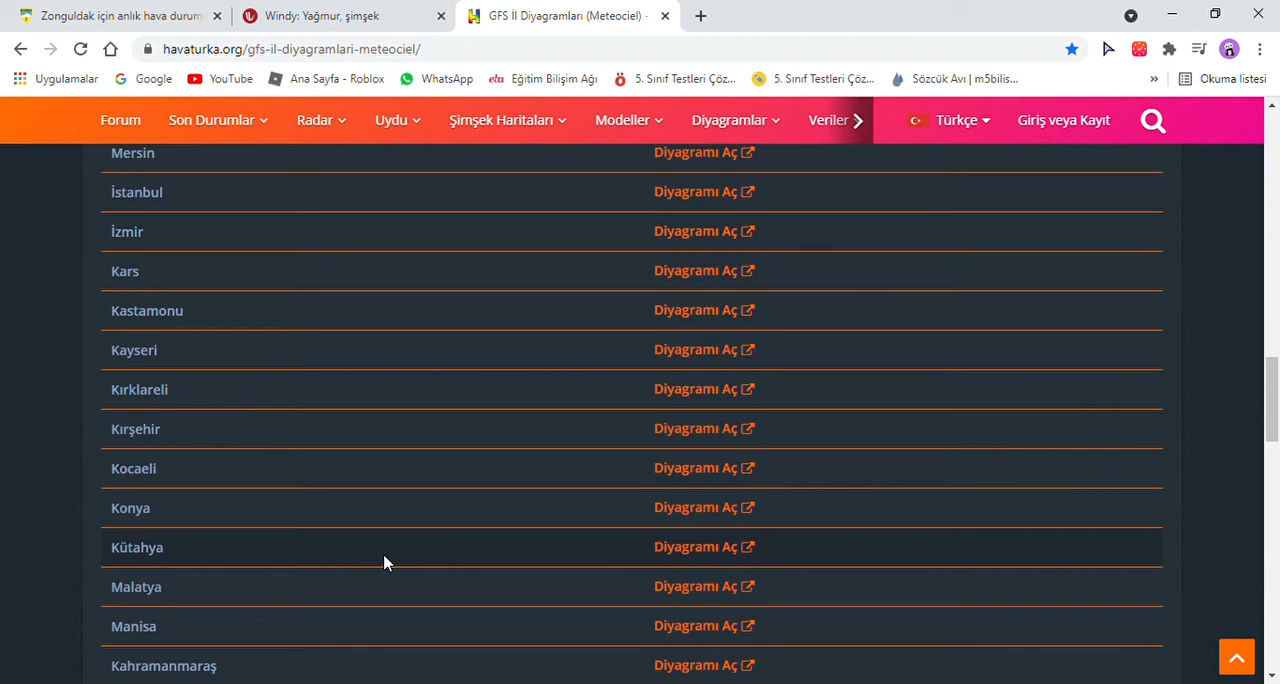 Zonguldak için anlık hava durum
Windy: Yağmur, şimşek
GFS İl Diyagramları (Meteociel) -
havaturka.org/gfs-il-diyagramlari-meteociel/
Uygulamalar
Google
YouTube
Ana Sayfa - Roblox
WhatsApp
eba Eğitim Bilişim Ağı
5. Sınıf Testleri Çöz...
5. Sınıf Testleri Çöz...
Sözcük Avı | m5bilis...
»
Okuma listesi
Forum
Son Durumlar
Radar
Uydu
Şimşek Haritaları
Modeller
Diyagramlar
Veriler
Türkçe
Giriş veya Kayıt
Mersin Diyagramı Aç
İstanbul Diyagramı Aç
İzmir Diyagramı Aç
Kars Diyagramı Aç
Kastamonu Diyagramı Aç
Kayseri Diyagramı Aç
Kırklareli Diyagramı Aç
Kırşehir Diyagramı Aç
Kocaeli Diyagramı Aç
Konya Diyagramı Aç
Kütahya Diyagramı Aç
Malatya Diyagramı Aç
Manisa Diyagramı Aç
Kahramanmaraş Diyagramı Aç